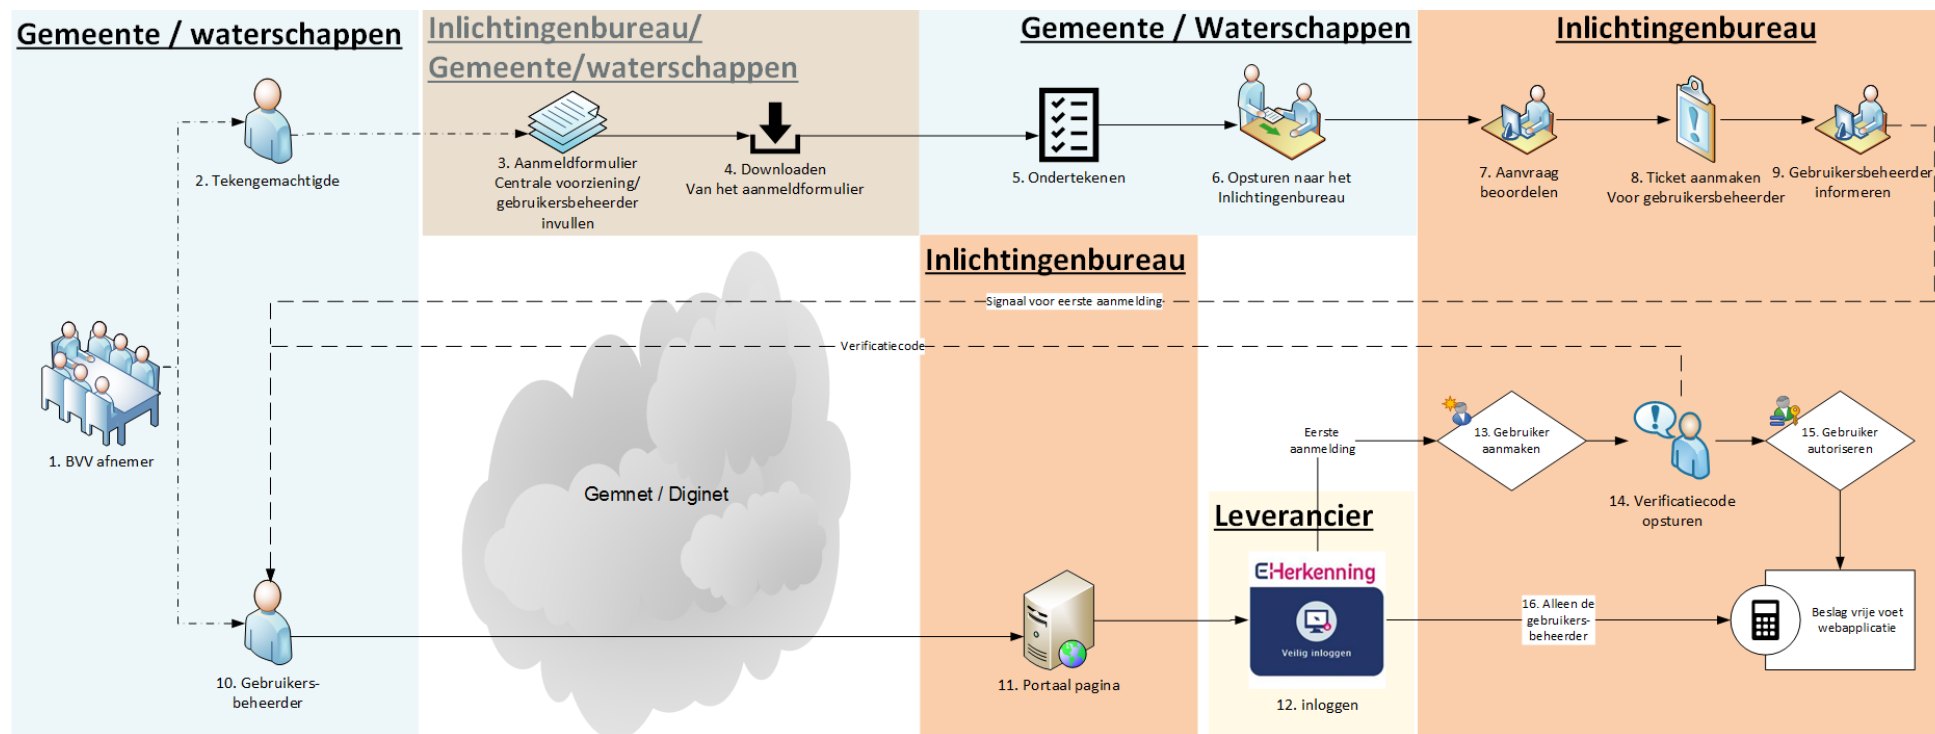 Gemeente / waterschappen
Inlichtingenbureau/
Gemeente/waterschappen
Gemeente / Waterschappen
Inlichtingenbureau
2. Tekengemachtigde
3. Aanmeldformulier
Centrale voorziening/
gebruikersbeheerder
invullen
4. Downloaden
Van het aanmeldformulier
5. Ondertekenen
6. Opsturen naar het
Inlichtingenbureau
7. Aanvraag
beoordelen
8. Ticket aanmaken
Voor gebruikersbeheerder
9. Gebruikersbeheerder
informeren
Inlichtingenbureau
Signaal voor eerste aanmelding
Verificatiecode
1. BVV afnemer
Gemnet / Diginet
Eerste
aanmelding
13. Gebruiker
aanmaken
14. Verificatiecode
opsturen
15. Gebruiker
autoriseren
Leverancier
EHerkenning
Veilig inloggen
12. inloggen
10. Gebruikers-
beheerder
11. Portaal pagina
16. Alleen de
gebruikers-
beheerder
Beslag vrije voet
webapplicatie